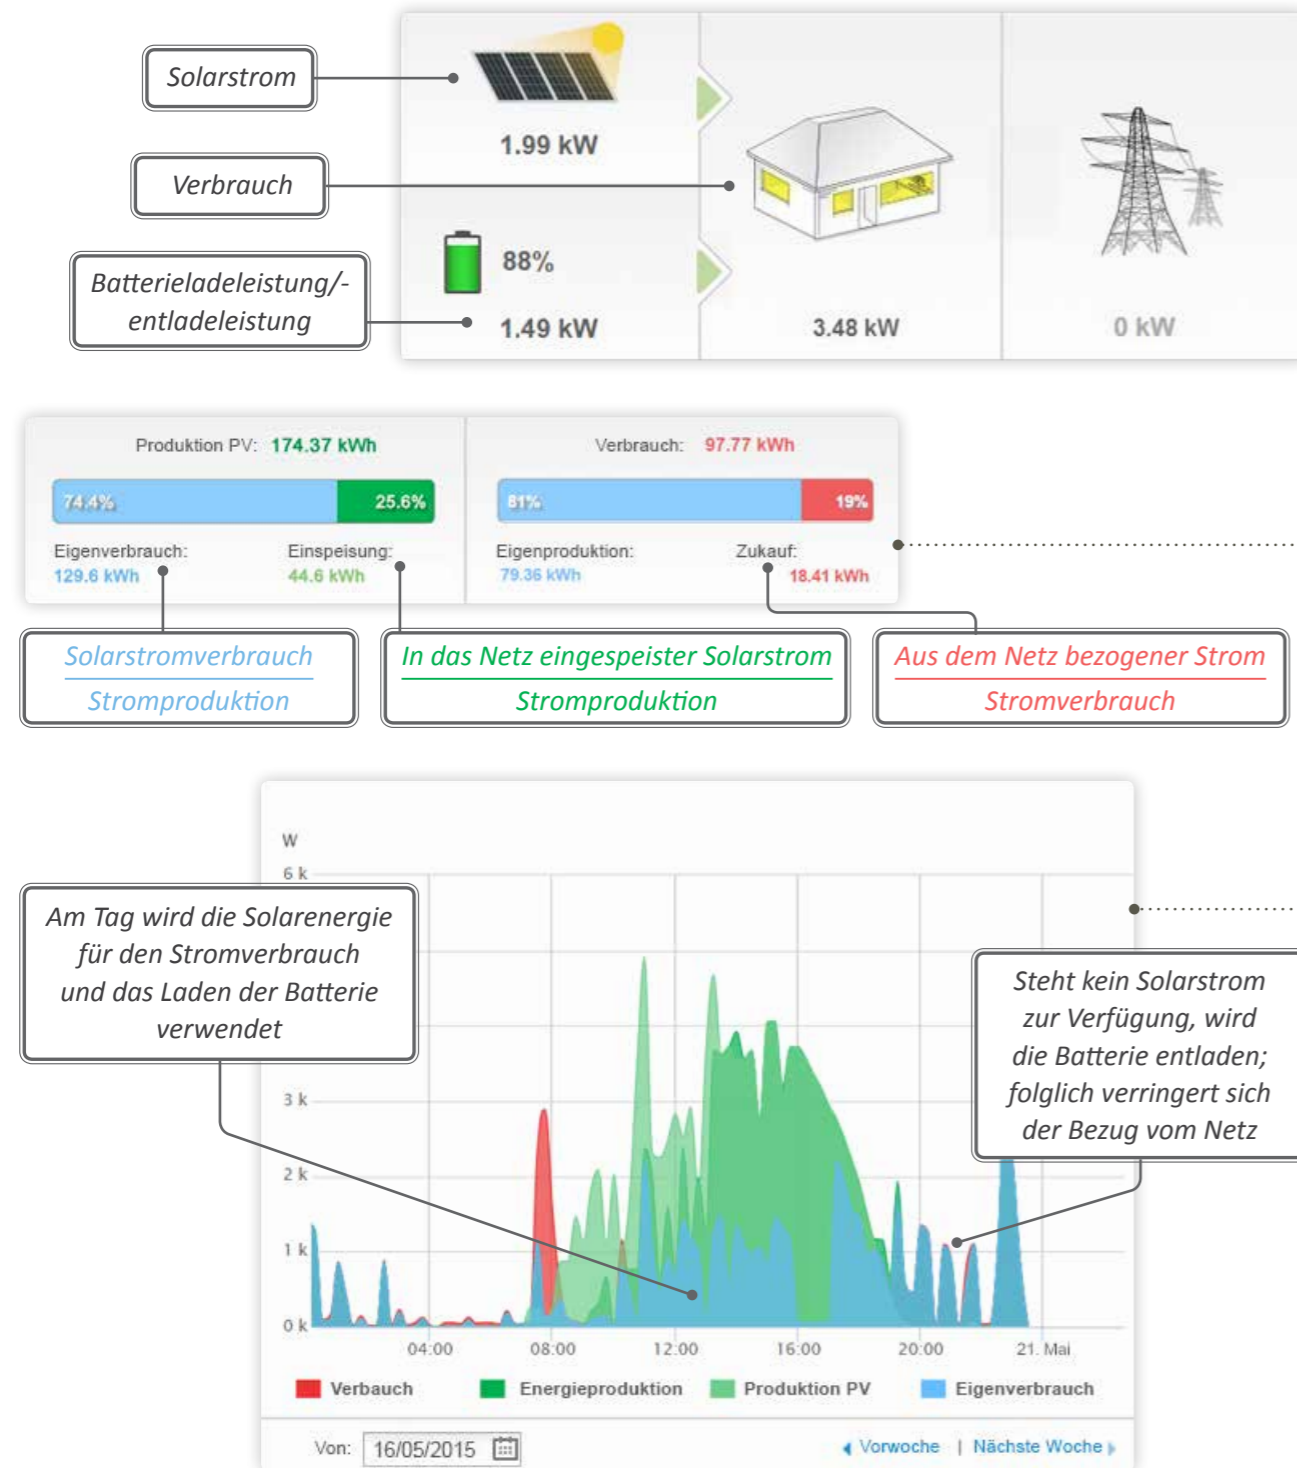 Solarstrom
1.99 kW
Verbrauch
88%
Batterieladeleistung/-
entladeleistung
1.49 kW
3.48 kW
0 kW
Produktion PV: 174.37 kWh
74.4%
25.6%
Eigenverbrauch:
129.6 kWh
Einspeisung:
44.6 kWh
Verbrauch: 97.77 kWh
81%
19%
Eigenproduktion:
79.36 kWh
Zukauf:
18.41 kWh
Solarstromverbrauch
Stromproduktion
In das Netz eingespeister Solarstrom
Stromproduktion
Aus dem Netz bezogener Strom
Stromverbrauch
W
6 k
Am Tag wird die Solarenergie
für den Stromverbrauch
und das Laden der Batterie
verwendet
Steht kein Solarstrom
zur Verfügung, wird
die Batterie entladen;
folglich verringert sich
der Bezug vom Netz
3 k
2 k
1 k
0 k
04:00
08:00
12:00
16:00
20:00
21. Mai
Verbauch
Energieproduktion
Produktion PV
Eigenverbrauch
Von: 16/05/2015
Vorwoche | Nächste Woche